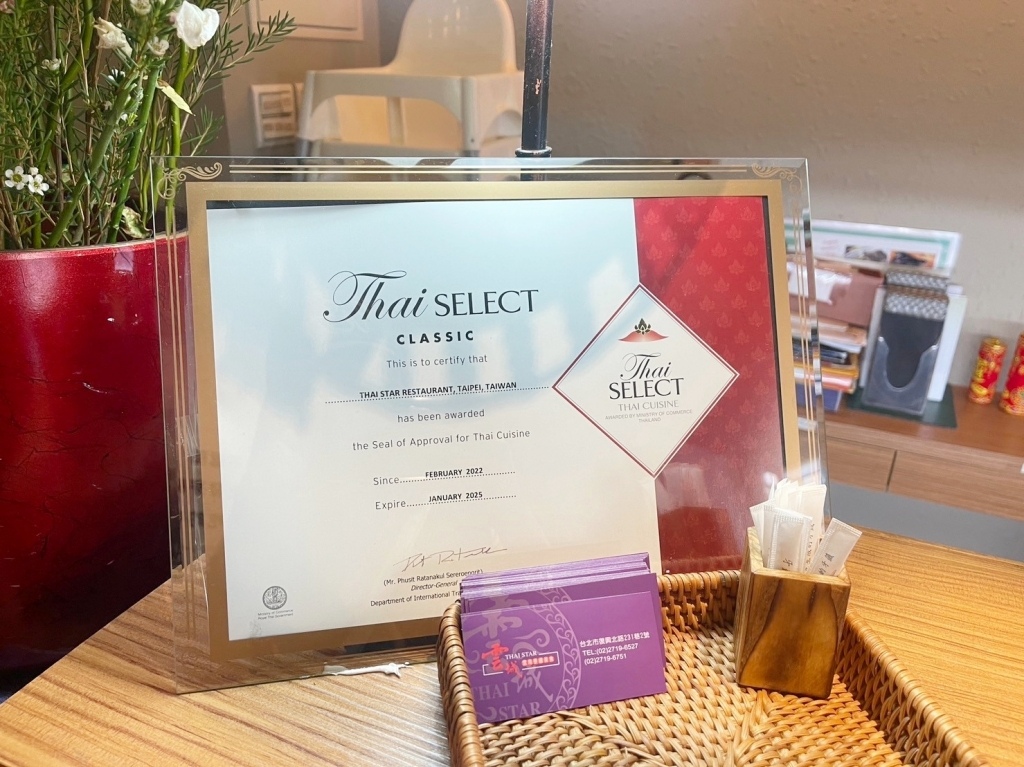 Thai SELECT
CLASSIC
This is to certify that
THAI STAR RESTAURANT, TAIPEI, TAIWAN
has been awarded
the Seal of Approval for Thai Cuisine
Since......FEBRUARY 2022......
Expire......JANUARY 2025......
(Mr. Phusit Ratanakul Sereroengrit)
Director-General
Department of International
Thai
SELECT
THAI CUISINE
AWARDED BY MINISTRY OF COMMERCE
THAILAND
THAI STAR
台北市復興北路231巷2號
TEL:(02)2719-6527
(02)2719-6751
THAI
STAR